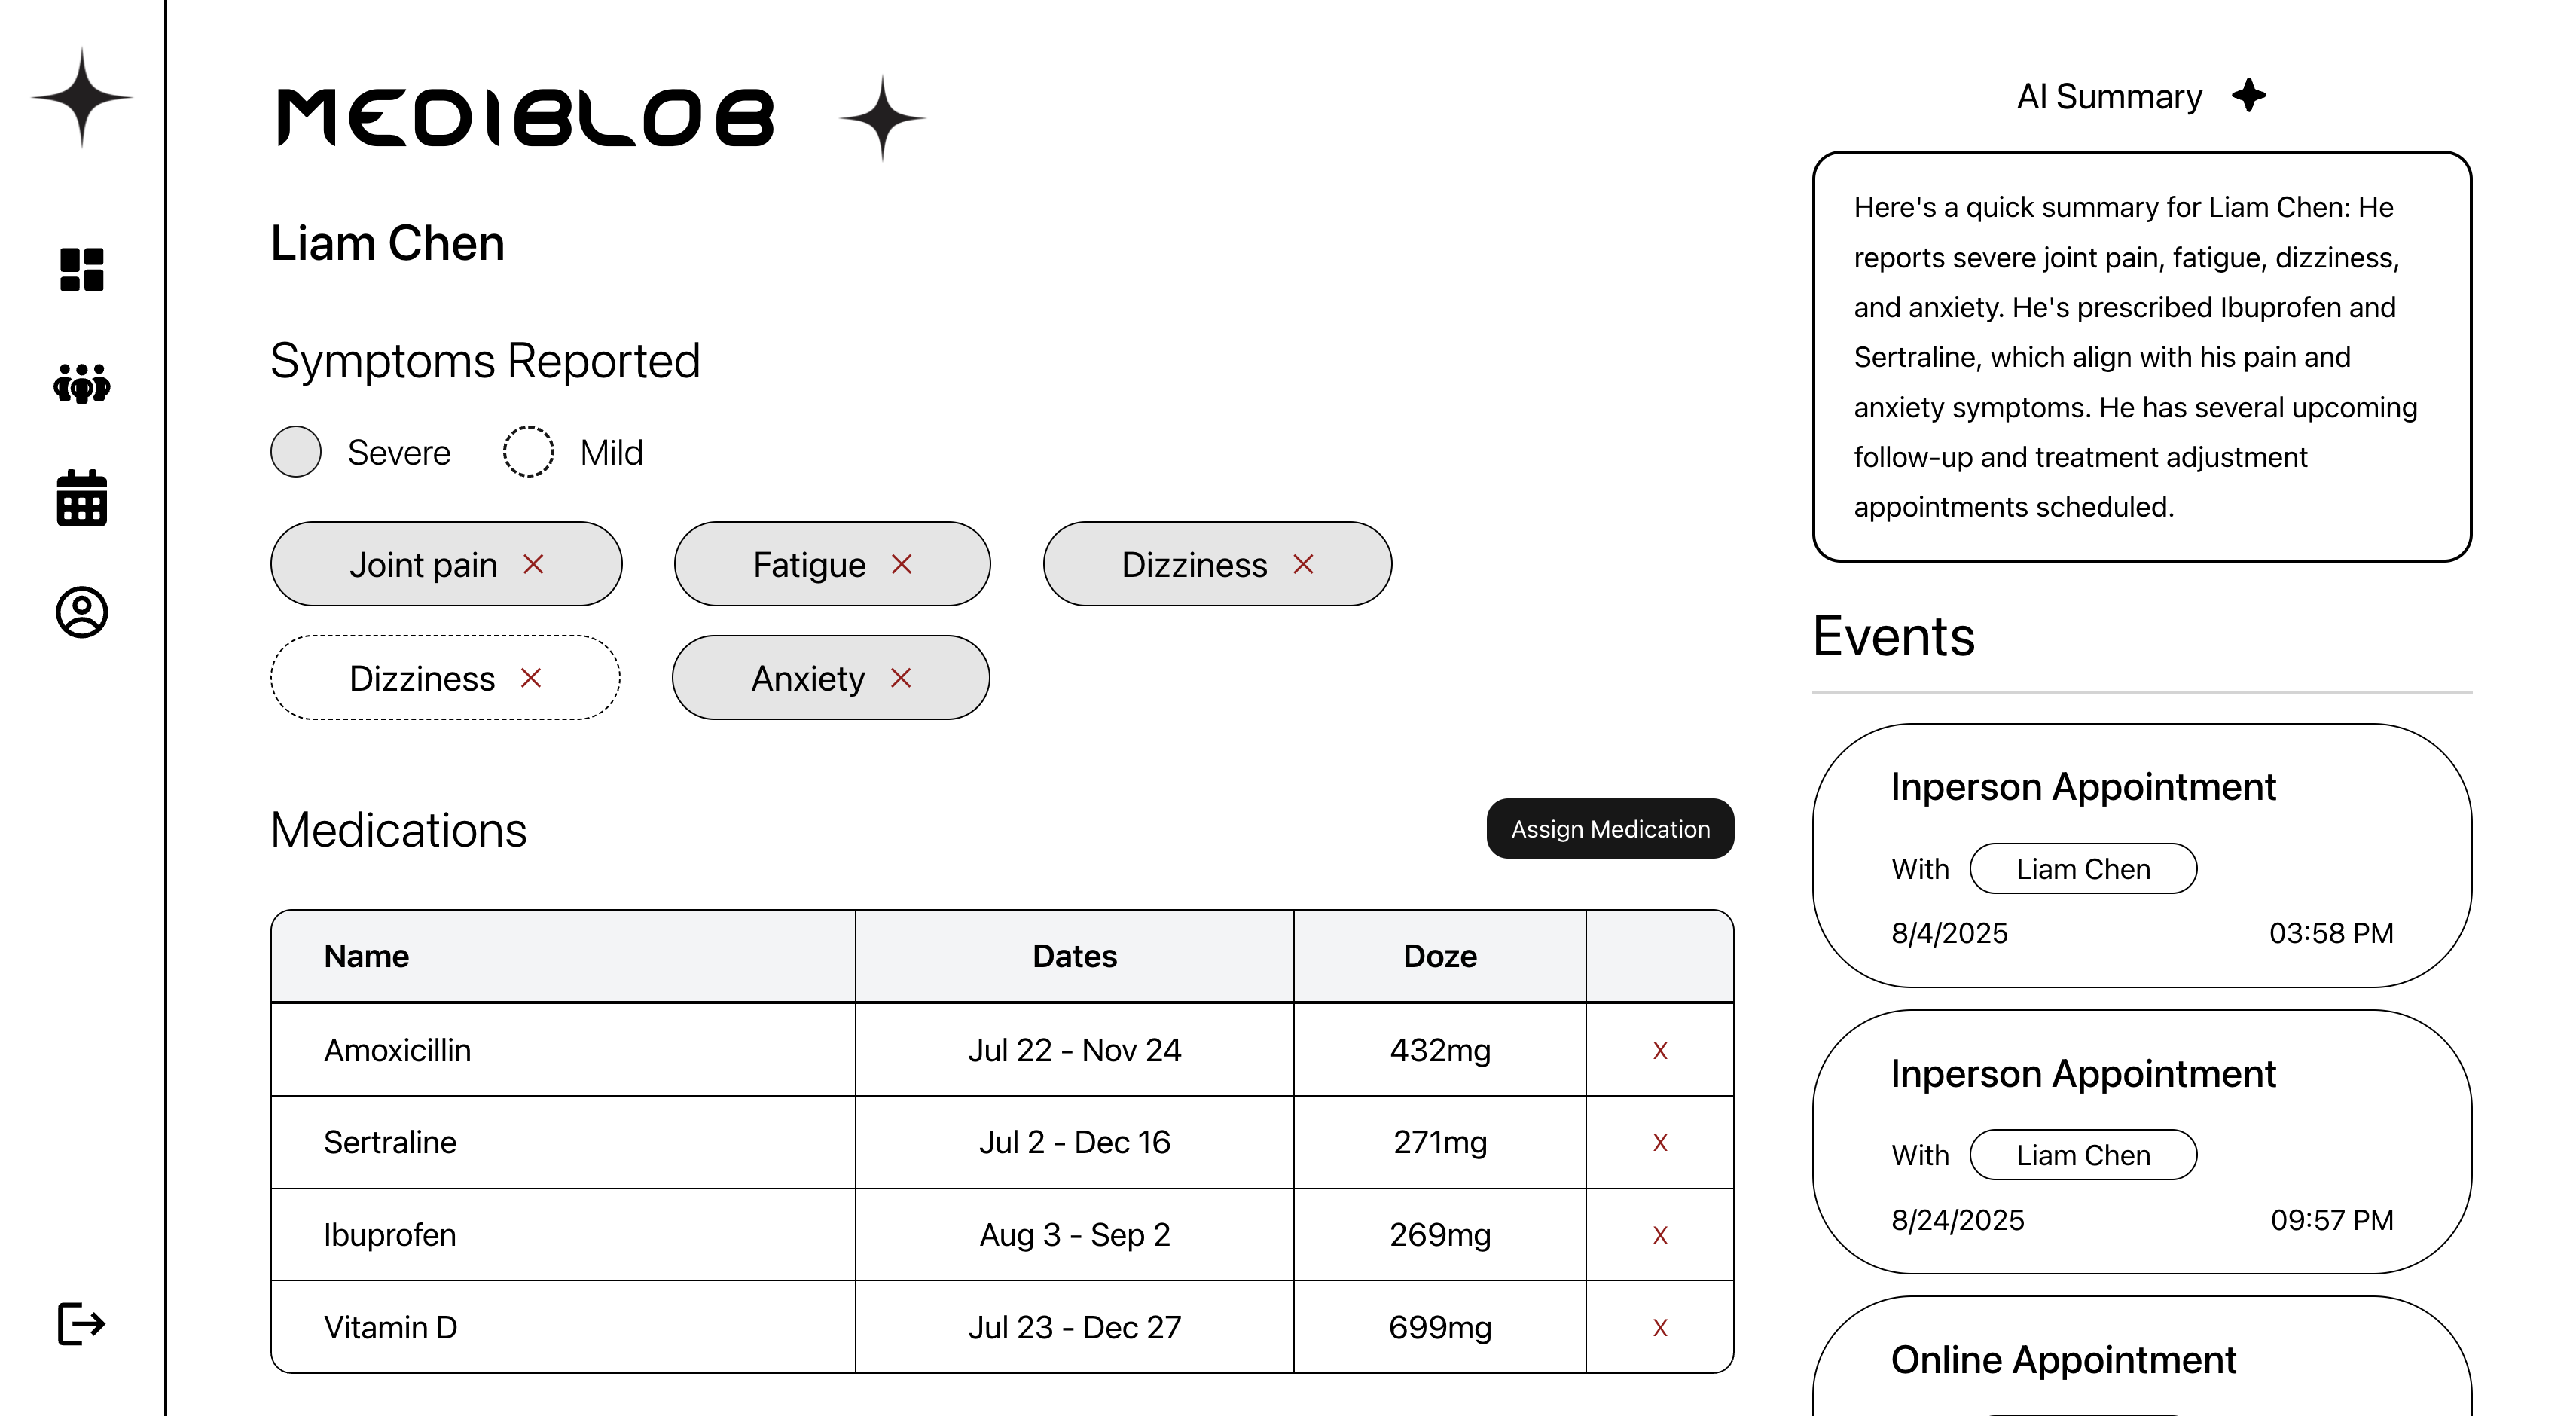 MEDIBLOB
Liam Chen
Symptoms Reported
Severe Mild
Joint pain Fatigue Dizziness
Dizziness Anxiety
Medications
Assign Medication
Name Dates Doze
Amoxicillin Jul 22 - Nov 24 432mg X
Sertraline Jul 2 - Dec 16 271mg X
Ibuprofen Aug 3 - Sep 2 269mg X
Vitamin D Jul 23 - Dec 27 699mg X
AI Summary
Here's a quick summary for Liam Chen: He
reports severe joint pain, fatigue, dizziness,
and anxiety. He's prescribed Ibuprofen and
Sertraline, which align with his pain and
anxiety symptoms. He has several upcoming
follow-up and treatment adjustment
appointments scheduled.
Events
Inperson Appointment
With Liam Chen
8/4/2025 03:58 PM
Inperson Appointment
With Liam Chen
8/24/2025 09:57 PM
Online Appointment